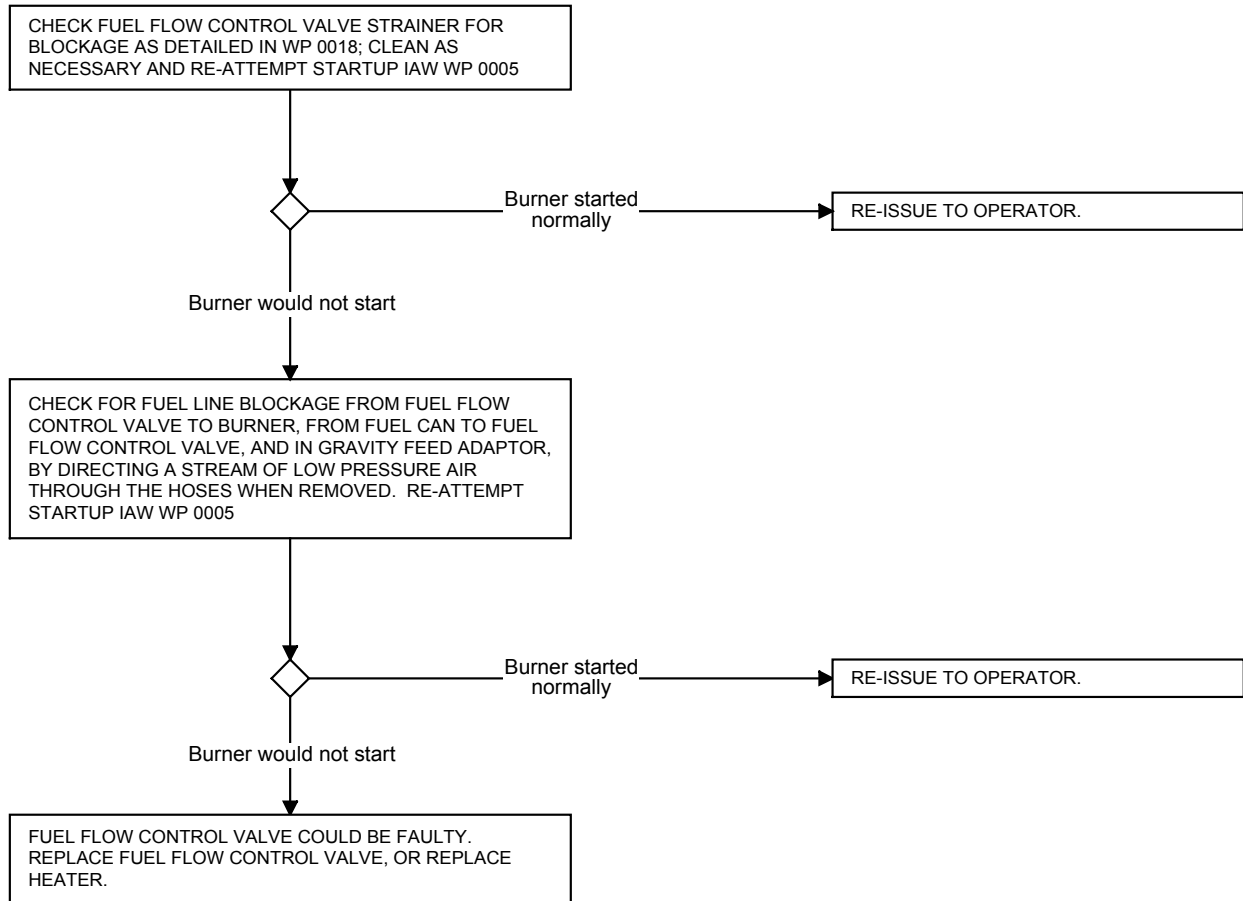 CHECK FUEL FLOW CONTROL VALVE STRAINER FOR
BLOCKAGE AS DETAILED IN WP 0018; CLEAN AS
NECESSARY AND RE-ATTEMPT STARTUP IAW WP 0005
Burner started
normally
RE-ISSUE TO OPERATOR.
Burner would not start
CHECK FOR FUEL LINE BLOCKAGE FROM FUEL FLOW
CONTROL VALVE TO BURNER, FROM FUEL CAN TO FUEL
FLOW CONTROL VALVE, AND IN GRAVITY FEED ADAPTOR,
BY DIRECTING A STREAM OF LOW PRESSURE AIR
THROUGH THE HOSES WHEN REMOVED.  RE-ATTEMPT
STARTUP IAW WP 0005
Burner started
normally
RE-ISSUE TO OPERATOR.
Burner would not start
FUEL FLOW CONTROL VALVE COULD BE FAULTY.
REPLACE FUEL FLOW CONTROL VALVE, OR REPLACE
HEATER.